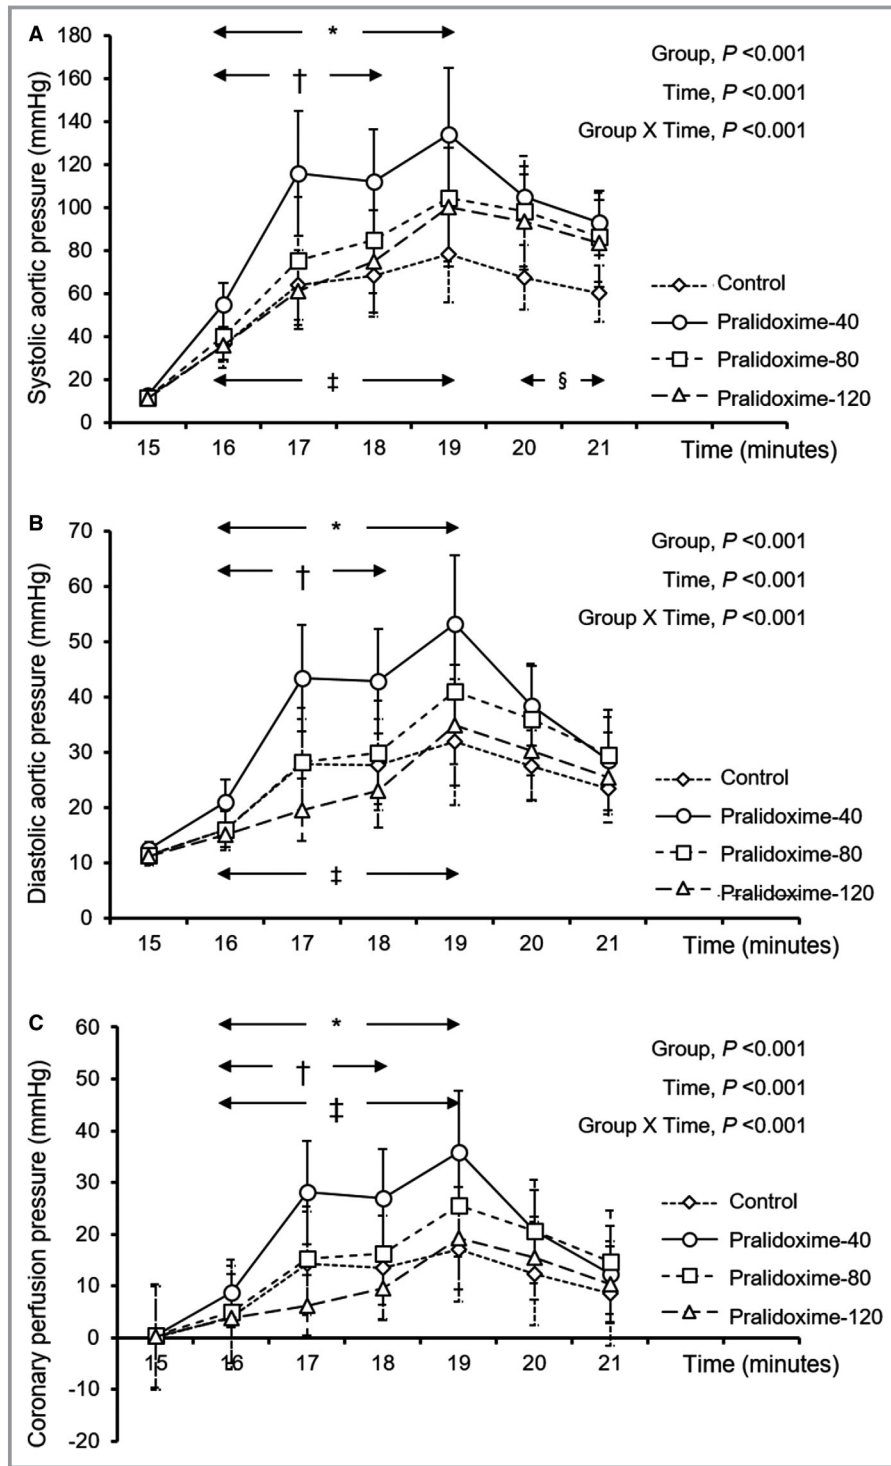 A
Systolic aortic pressure (mmHg)
180
160
140
120
100
80
60
40
20
0
*
†
‡
§
Group, P <0.001
Time, P <0.001
Group X Time, P <0.001
Control
Pralidoxime-40
Pralidoxime-80
Pralidoxime-120
15 16 17 18 19 20 21 Time (minutes)
B
Diastolic aortic pressure (mmHg)
70
60
50
40
30
20
10
0
*
†
‡
Group, P <0.001
Time, P <0.001
Group X Time, P <0.001
Control
Pralidoxime-40
Pralidoxime-80
Pralidoxime-120
15 16 17 18 19 20 21 Time (minutes)
C
Coronary perfusion pressure (mmHg)
60
50
40
30
20
10
0
-10
-20
*
†
‡
Group, P <0.001
Time, P <0.001
Group X Time, P <0.001
Control
Pralidoxime-40
Pralidoxime-80
Pralidoxime-120
15 16 17 18 19 20 21 Time (minutes)